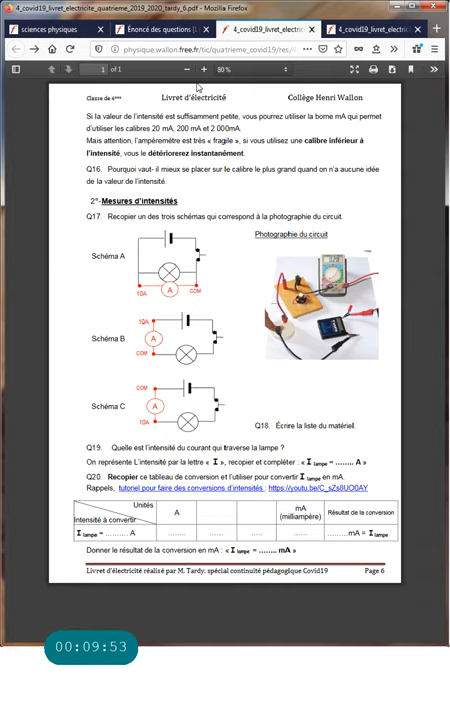 4_covid19_livret_electricite_quatrieme_2019_2020_tardy_6.pdf - Mozilla Firefox
sciences physiques
Énoncé des questions (L
4_covid19_livret_electricite_qua
4_covid19_livret_electricite_qu
physique.wallon.free.fr/tic/quatrieme_covid19/res/4
1 of 1
80%
Classe de 4ème Livret d'électricité Collège Henri Wallon
Si la valeur de l'intensité est suffisamment petite, vous pourrez utiliser la borne mA qui permet
d'utiliser les calibres 20 mA, 200 mA et 2 000mA.
Mais attention, l'ampèremètre est très « fragile », si vous utilisez une calibre inférieur à
l'intensité, vous le détériorerez instantanément.
Q16. Pourquoi vaut- il mieux se placer sur le calibre le plus grand quand on n'a aucune idée
de la valeur de l'intensité.
2°-Mesures d'intensités
Q17. Recopier un des trois schémas qui correspond à la photographie du circuit.
Photographie du circuit
Schéma A
10A A COM
Schéma B
10A
A
COM
Schéma C
COM
A
10A
Q18. Écrire la liste du matériel.
Q19. Quelle est l'intensité du courant qui traverse la lampe ?
On représente L'intensité par la lettre « I », recopier et compléter : « I lampe = …….. A »
Q20. Recopier ce tableau de conversion et l'utiliser pour convertir I lampe en mA.
Rappels, tutoriel pour faire des conversions d'intensités : https://youtu.be/C_sZs8UO0AY
Unités
Intensité à convertir
A
mA
(milliampère)
Résultat de la conversion
I lampe = ……… A …….. …….. ….. …… ………mA = I lampe
Donner le résultat de la conversion en mA : « I lampe = …….. mA »
Livret d'électricité réalisé par M. Tardy, spécial continuité pédagogique Covid19 Page 6
00:09:53